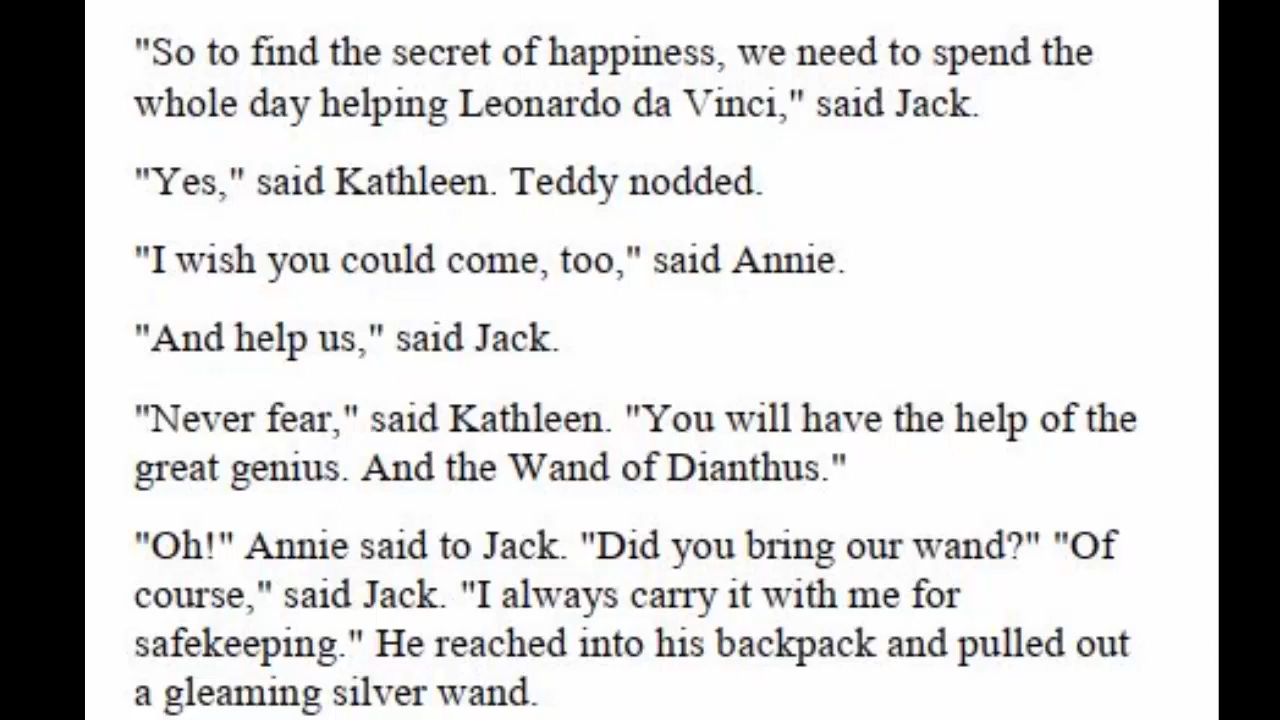 "So to find the secret of happiness, we need to spend the
whole day helping Leonardo da Vinci," said Jack.
"Yes," said Kathleen. Teddy nodded.
"I wish you could come, too," said Annie.
"And help us," said Jack.
"Never fear," said Kathleen. "You will have the help of the
great genius. And the Wand of Dianthus."
"Oh!" Annie said to Jack. "Did you bring our wand?" "Of
course," said Jack. "I always carry it with me for
safekeeping." He reached into his backpack and pulled out
a gleaming silver wand.